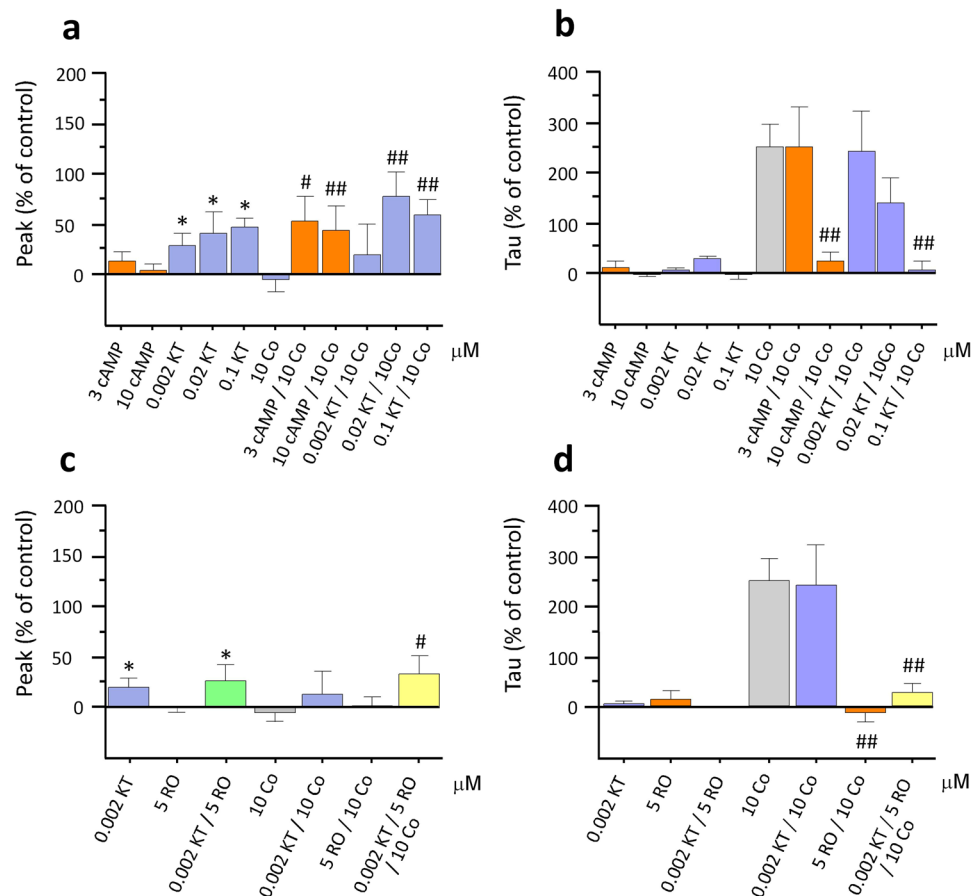 a
Peak (% of control)
200
150
100
50
0
*
*
*
#
##
##
##
3 cAMP
10 cAMP
0.002 KT
0.02 KT
0.1 KT
10 Co
3 cAMP / 10 Co
10 cAMP / 10 Co
0.002 KT / 10 Co
0.02 KT / 10Co
0.1 KT / 10 Co
μM
b
Tau (% of control)
400
300
200
100
0
##
##
3 cAMP
10 cAMP
0.002 KT
0.02 KT
0.1 KT
10 Co
3 cAMP / 10 Co
10 cAMP / 10 Co
0.002 KT / 10 Co
0.02 KT / 10Co
0.1 KT / 10 Co
μM
c
Peak (% of control)
200
150
100
50
0
*
*
#
0.002 KT
5 RO
0.002 KT / 5 RO
10 Co
0.002 KT / 10 Co
5 RO / 10 Co
0.002 KT / 5 RO
/ 10 Co
μM
d
Tau (% of control)
400
300
200
100
0
##
##
0.002 KT
5 RO
0.002 KT / 5 RO
10 Co
0.002 KT / 10 Co
5 RO / 10 Co
0.002 KT / 5 RO
/ 10 Co
μM